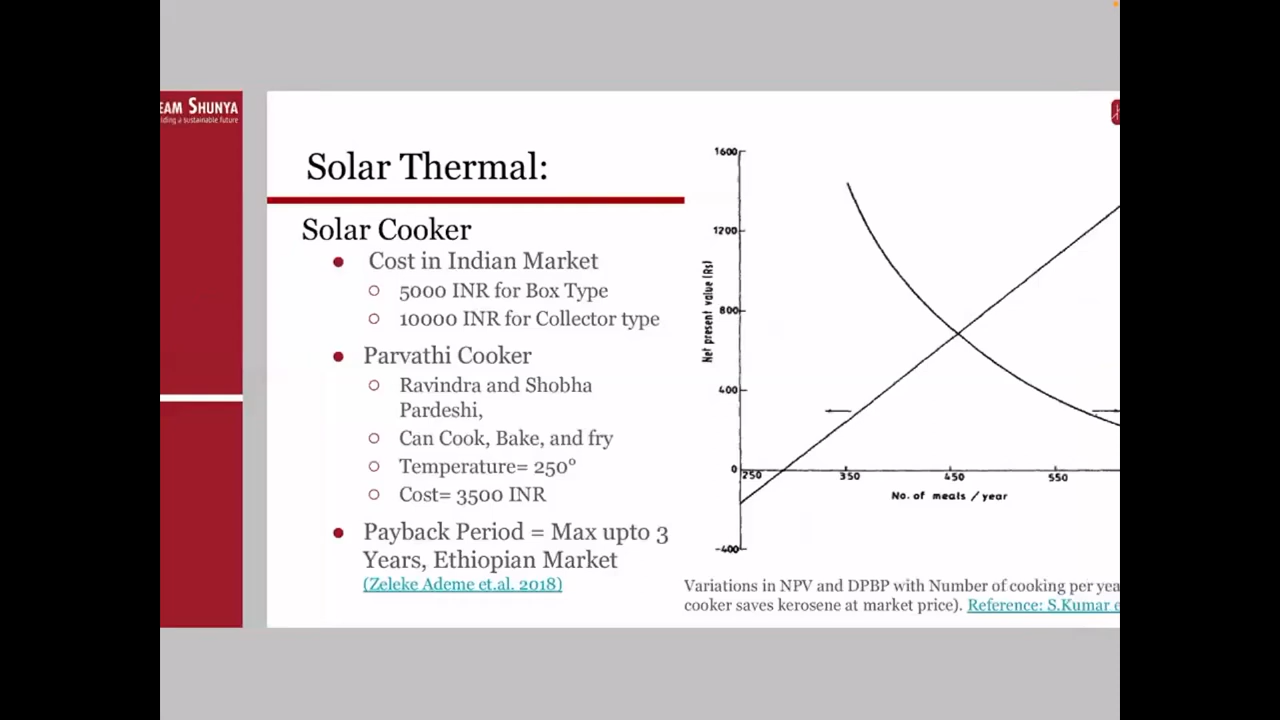 EAM SHUNYA
lding a sustainable future
Solar Thermal:
Solar Cooker
Cost in Indian Market
5000 INR for Box Type
10000 INR for Collector type
Parvathi Cooker
Ravindra and Shobha
Pardeshi,
Can Cook, Bake, and fry
Temperature= 250°
Cost= 3500 INR
Payback Period = Max upto 3
Years, Ethiopian Market
(Zeleke Ademe et.al. 2018)
1600
1200
800
400
0
-400
Net present value (Rs)
250 350 450 550
No. of meals / year
Variations in NPV and DPBP with Number of cooking per yea
cooker saves kerosene at market price). Reference: S.Kumar e